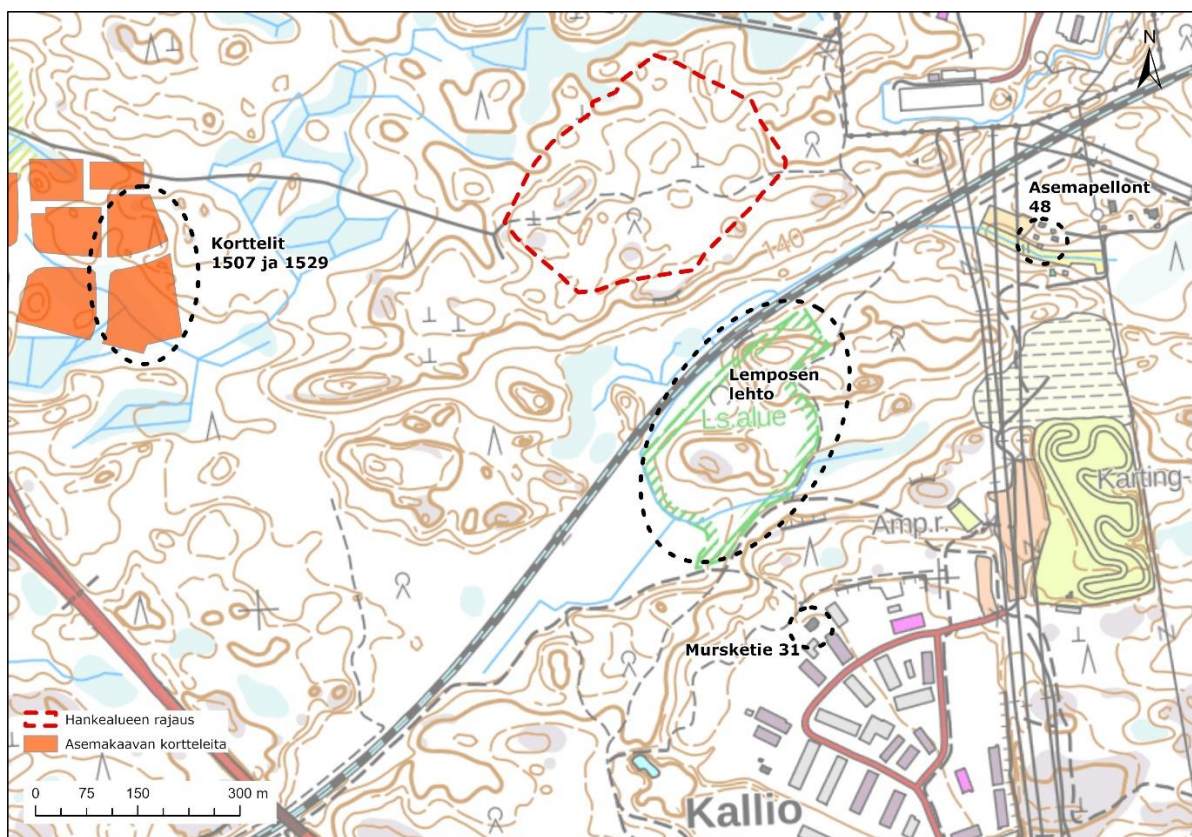 N
Asemapellont
48
Korttelit
1507 ja 1529
140
Lemposen
lehto
Ls.alue
Karting-
Amp.r.
Mursketie 31
Hankealueen rajaus
Asemakaavan kortteleita
0 75 150 300 m
Kallio